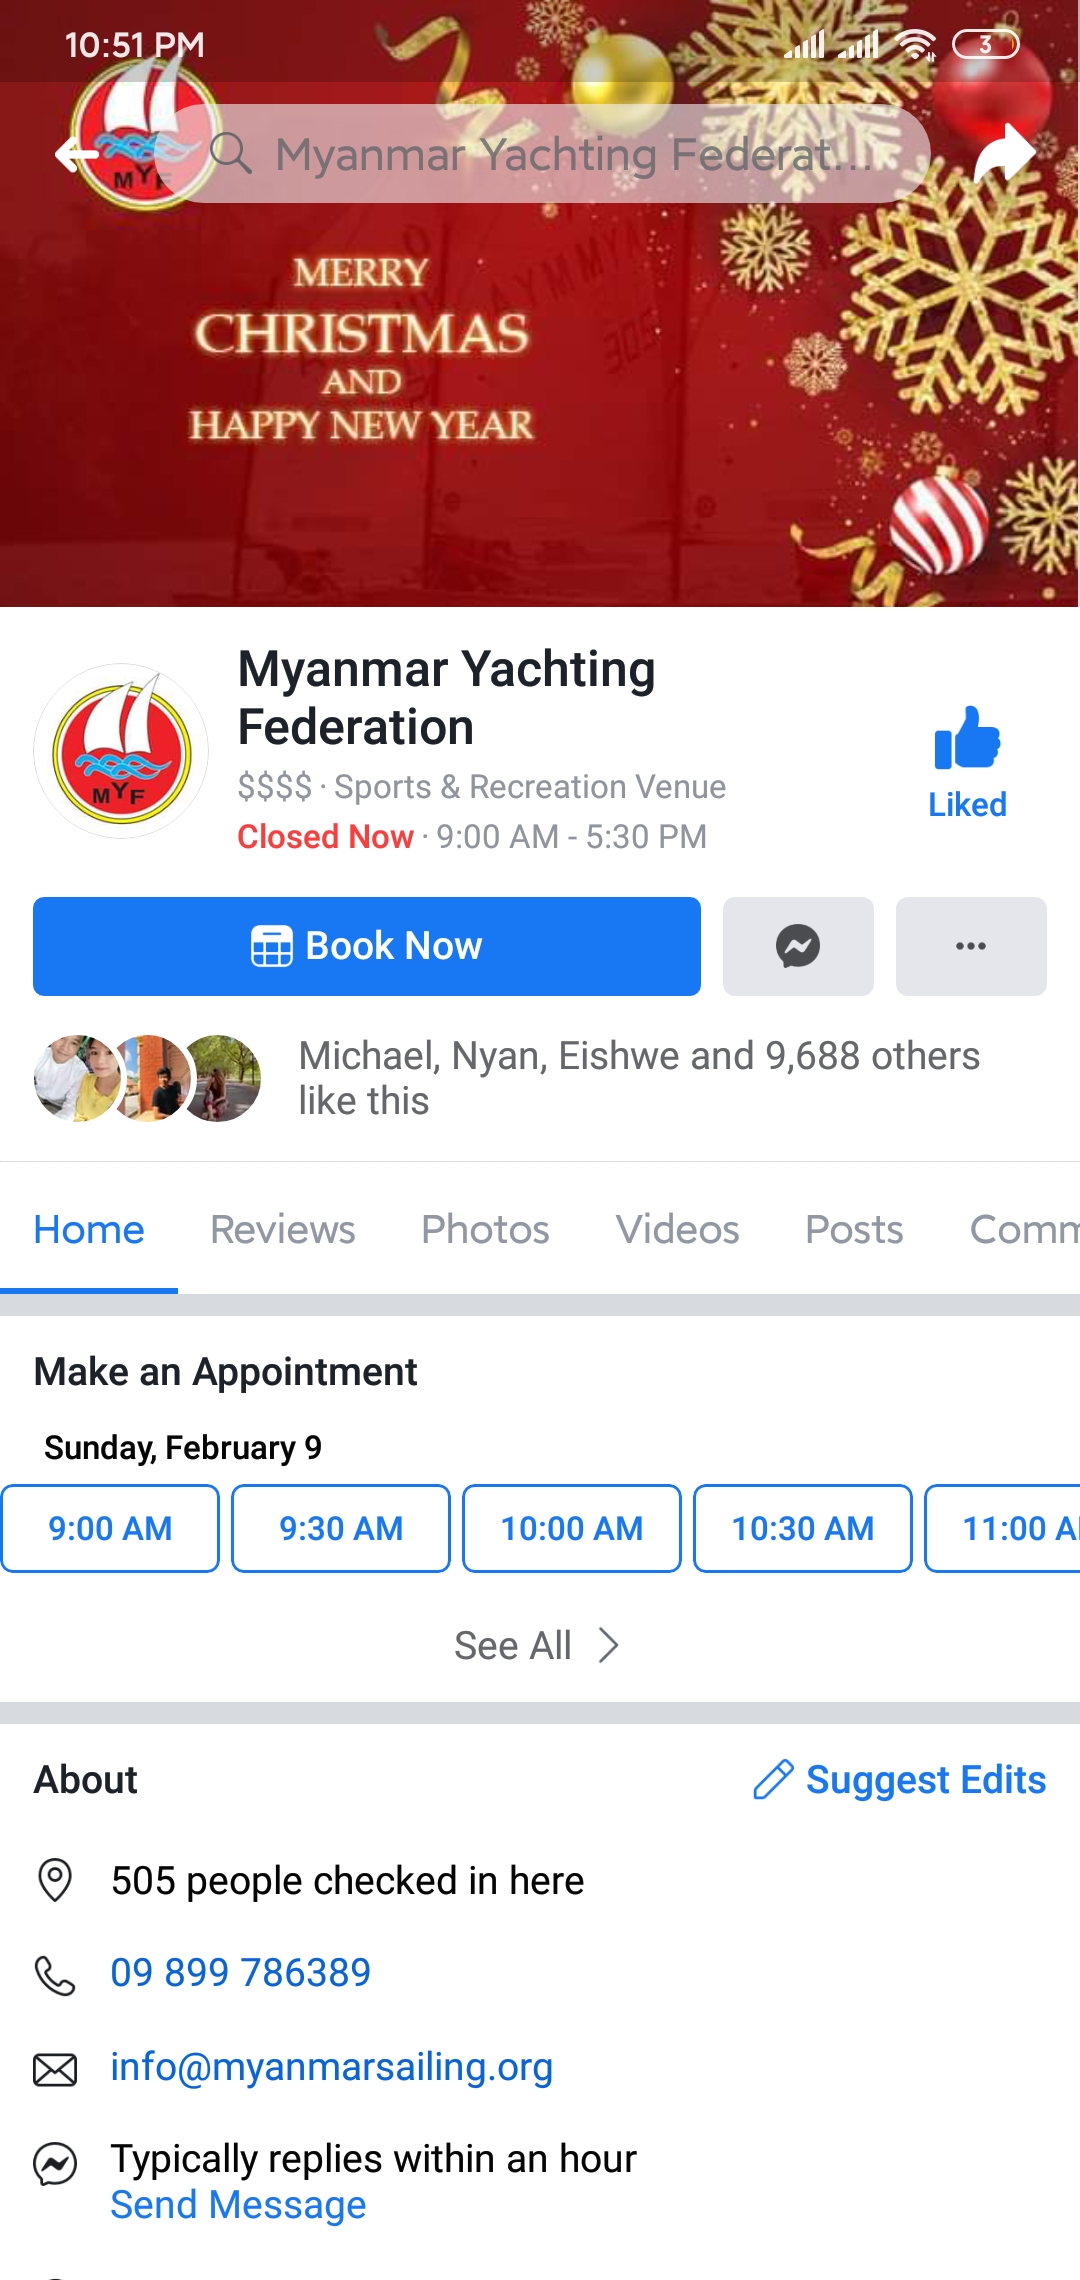 10:51 PM
3
MYF
Myanmar Yachting Federat...
MERRY
CHRISTMAS
AND
HAPPY NEW YEAR
Myanmar Yachting
Federation
MYF
$$$$ · Sports & Recreation Venue
Closed Now · 9:00 AM - 5:30 PM
Liked
Book Now
Michael, Nyan, Eishwe and 9,688 others
like this
Home Reviews Photos Videos Posts Comm
Make an Appointment
Sunday, February 9
9:00 AM 9:30 AM 10:00 AM 10:30 AM 11:00 A
See All
About
Suggest Edits
505 people checked in here
09 899 786389
info@myanmarsailing.org
Typically replies within an hour
Send Message